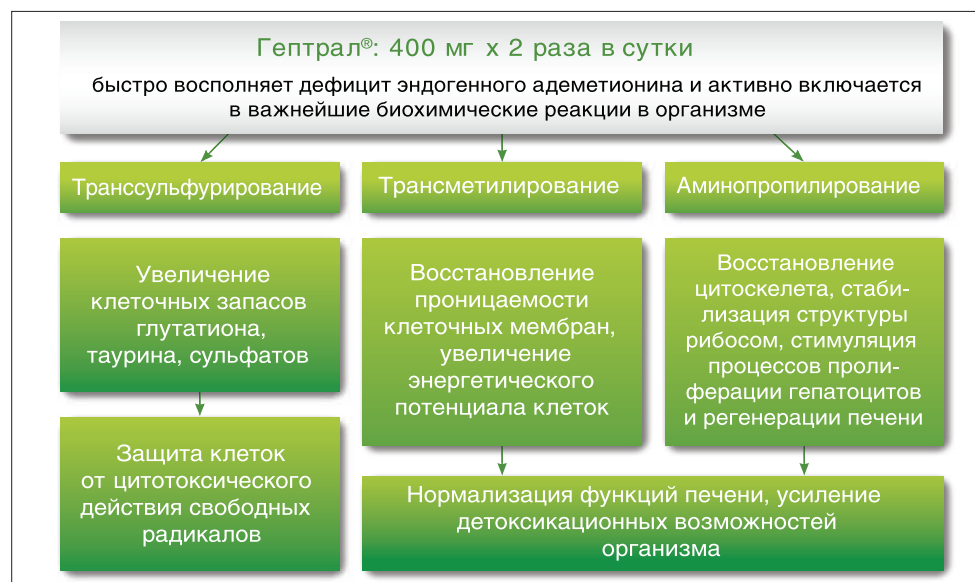 Гептрал®: 400 мг х 2 раза в сутки
быстро восполняет дефицит эндогенного адеметионина и активно включается
в важнейшие биохимические реакции в организме
Транссульфурирование
Трансметилирование
Аминопропилирование
Увеличение
клеточных запасов
глутатиона,
таурина, сульфатов
Восстановление
проницаемости
клеточных мембран,
увеличение
энергетического
потенциала клеток
Восстановление
цитоскелета, стаби-
лизация структуры
рибосом, стимуляция
процессов проли-
ферации гепатоцитов
и регенерации печени
Защита клеток
от цитотоксического
действия свободных
радикалов
Нормализация функций печени, усиление
детоксикационных возможностей
организма